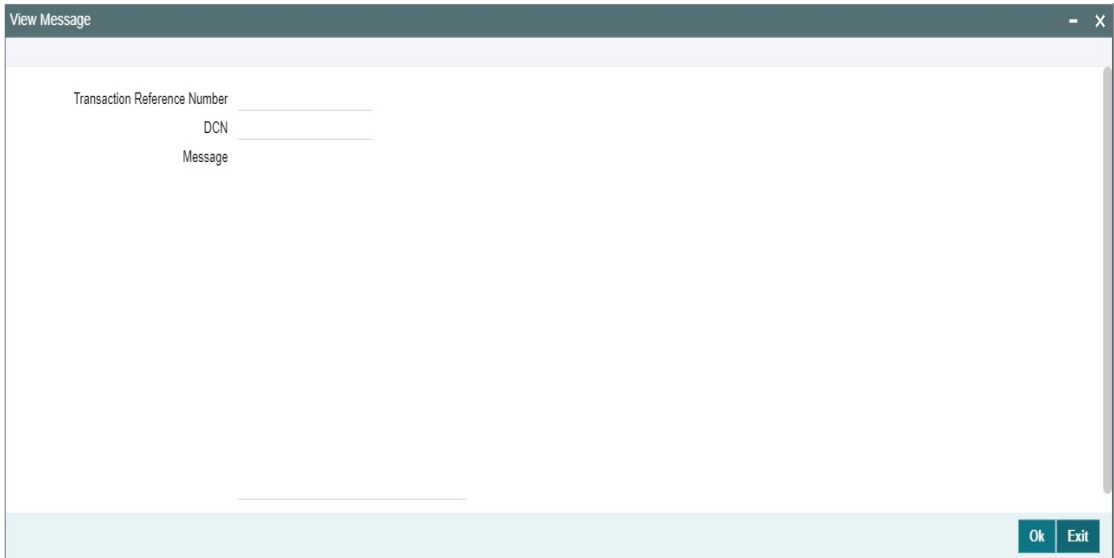 View Message
Transaction Reference Number
DCN
Message
Ok Exit